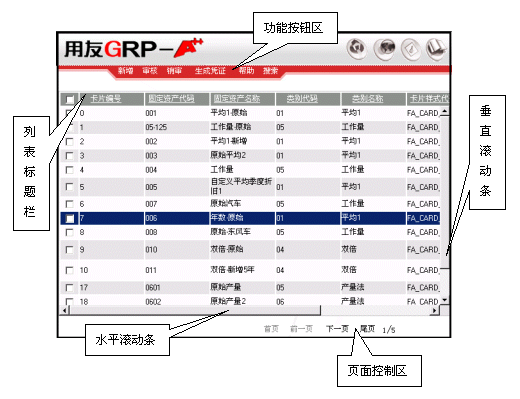 功能按钮区
用友GRP-A++
新增 审核 销审 生成凭证 帮助 搜索
卡片编号 固定资产代码 固定资产名称 类别代码 类别名称 卡片样式代
0 001 平均1-原始 01 平均1 FA_CARD_
1 05-125 工作量-原始 05 工作量 FA_CARD_
2 002 平均1-新增 01 平均1 FA_CARD_
3 003 原始平均2 01 平均1 FA_CARD_
4 004 工作量 05 工作量 FA_CARD_
5 005 自定义平均季度折旧1 01 平均1 FA_CARD_
6 007 原始汽车 05 工作量 FA_CARD_
7 006 年数-原始 01 平均1 FA_CARD_
8 008 原始-东风车 05 工作量 FA_CARD_
9 010 双倍-原始 04 双倍 FA_CARD_
10 011 双倍-新增5年 04 双倍 FA_CARD_
17 0601 原始产量 05 产量法 FA_CARD_
18 0602 原始产量2 06 产量法 FA_CARD_
首页 前一页 下一页 尾页 1/5
列表标题栏
垂直滚动条
水平滚动条
页面控制区